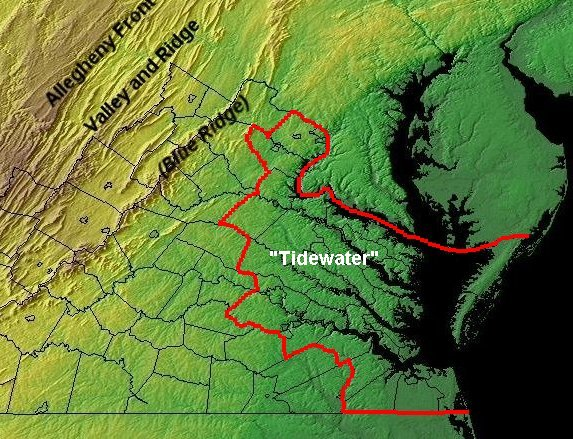 Allegheny Front
Valley and Ridge
(Blue Ridge)
"Tidewater"